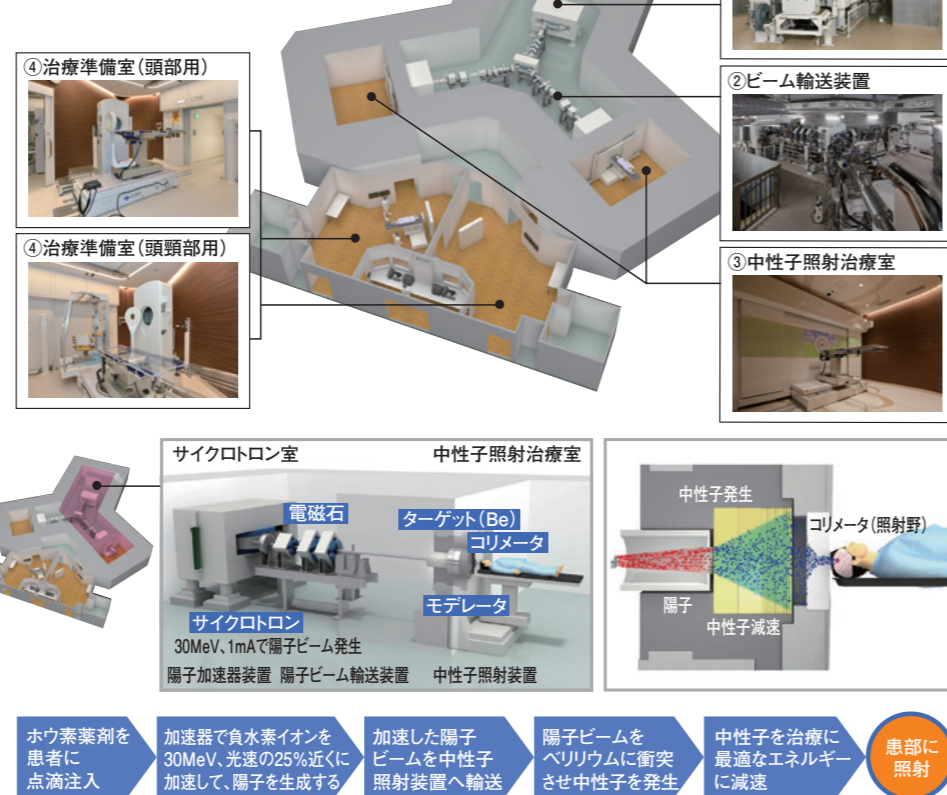 ④治療準備室(頭部用)
②ビーム輸送装置
④治療準備室(頭頸部用)
③中性子照射治療室
サイクロトロン室
中性子照射治療室
電磁石
ターゲット(Be)
コリメータ
モデレータ
サイクロトロン
30MeV、1mAで陽子ビーム発生
陽子加速器装置
陽子ビーム輸送装置
中性子照射装置
中性子発生
コリメータ(照射野)
陽子
中性子減速
ホウ素薬剤を
患者に
点滴注入
加速器で負水素イオンを
30MeV、光速の25%近くに
加速して、陽子を生成する
加速した陽子
ビームを中性子
照射装置へ輸送
陽子ビームを
ベリリウムに衝突
させ中性子を発生
中性子を治療に
最適なエネルギー
に減速
患部に
照射